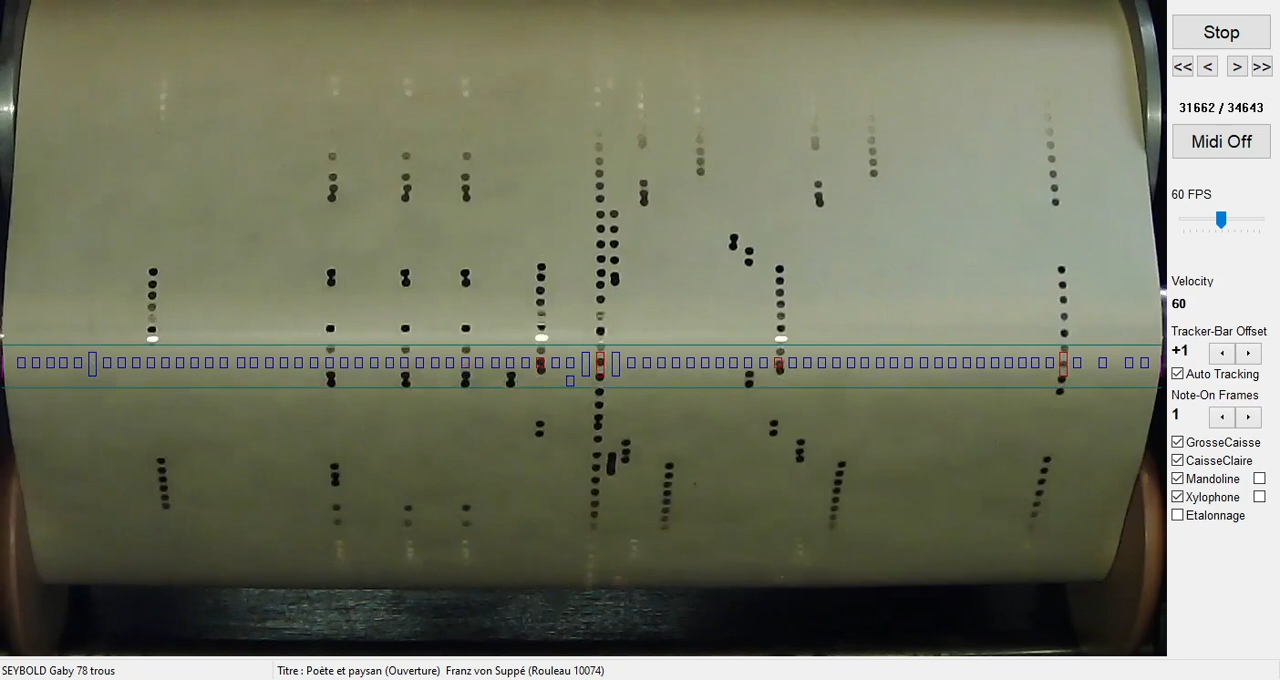 Stop
<< < > >>
31662 / 34643
Midi Off
60 FPS
Velocity
60
Tracker-Bar Offset
+1
Auto Tracking
Note-On Frames
1
GrosseCaisse
CaisseClaire
Mandoline
Xylophone
Etalonnage
SEYBOLD Gaby 78 trous
Titre : Poète et paysan (Ouverture) Franz von Suppé (Rouleau 10074)